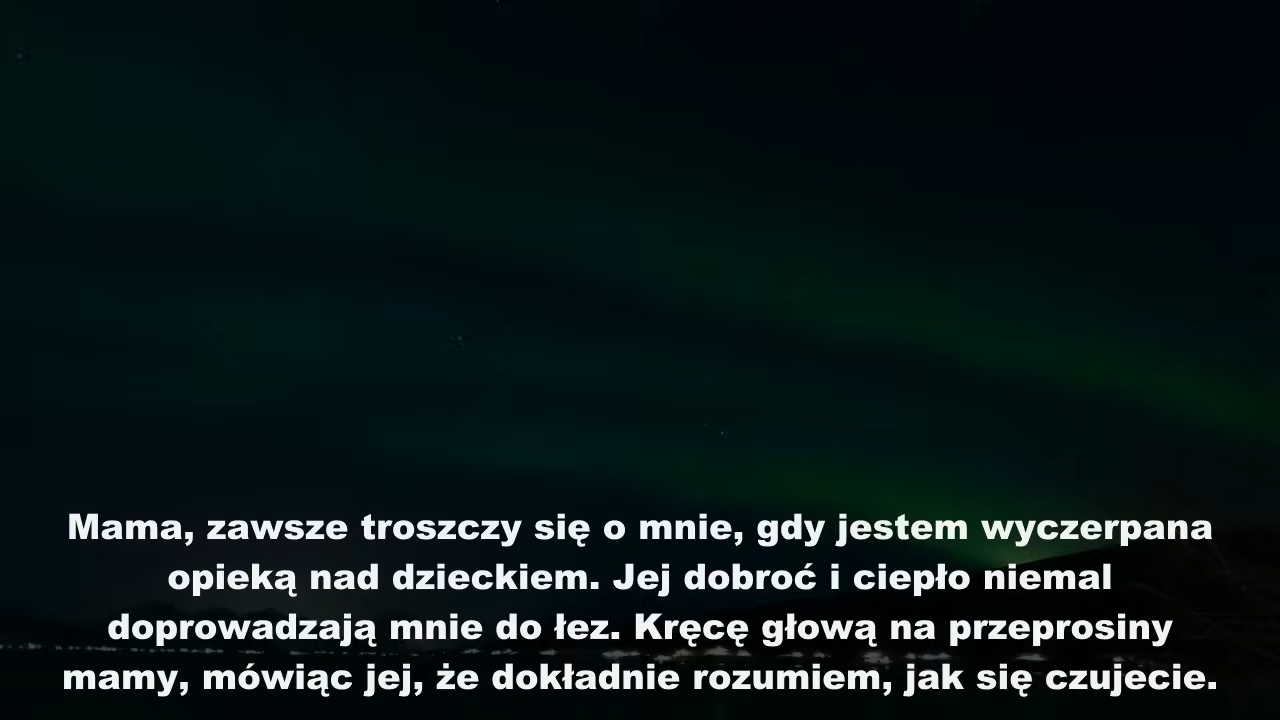 Mama, zawsze troszczy się o mnie, gdy jestem wyczerpana
opieką nad dzieckiem. Jej dobroć i ciepło niemal
doprowadzają mnie do łez. Kręcę głową na przeprosiny
mamy, mówiąc jej, że dokładnie rozumiem, jak się czujecie.